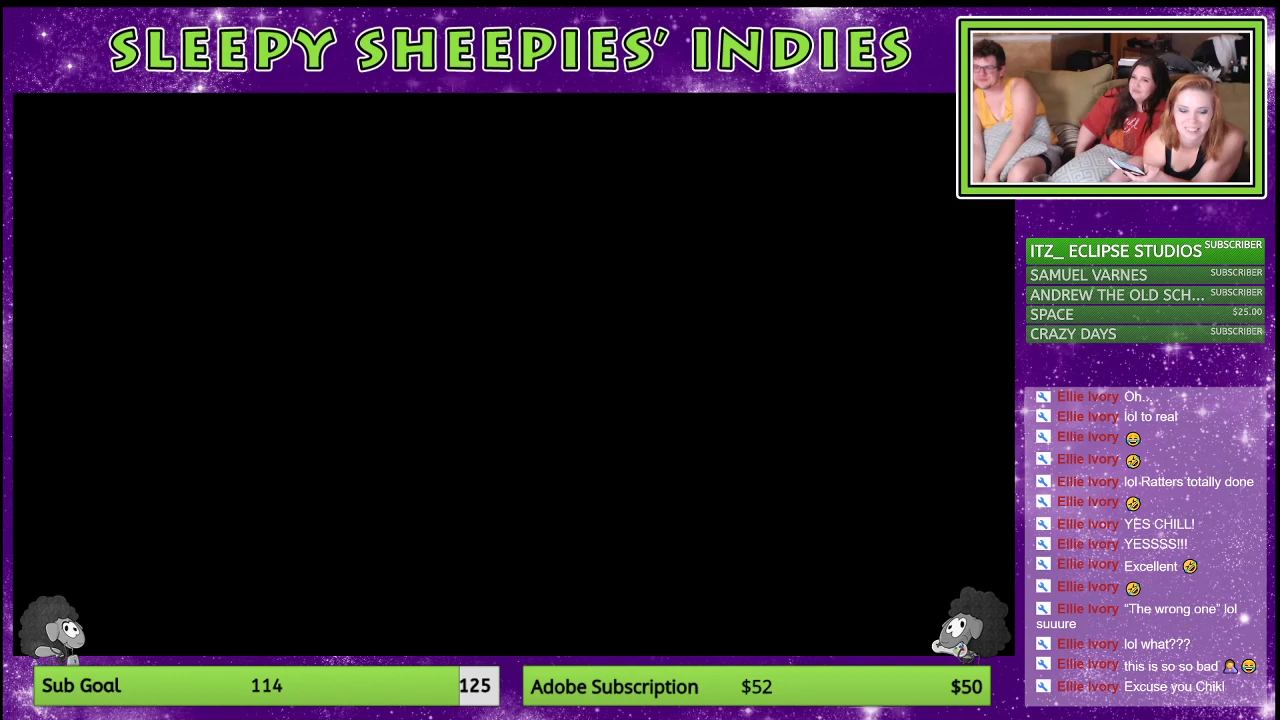 SLEEPY SHEEPIES' INDIES
ITZ_ ECLIPSE STUDIOS SUBSCRIBER
SAMUEL VARNES SUBSCRIBER
ANDREW THE OLD SCH... SUBSCRIBER
SPACE $25.00
CRAZY DAYS SUBSCRIBER
Ellie Ivory Oh..
Ellie Ivory lol to real
Ellie Ivory 😂
Ellie Ivory 🤣
Ellie Ivory lol Ratters totally done
Ellie Ivory 🤣
Ellie Ivory YES CHILL!
Ellie Ivory YESSSS!!!
Ellie Ivory Excellent 🤣
Ellie Ivory 🤣
Ellie Ivory “The wrong one” lol
suuure
Ellie Ivory lol what???
Ellie Ivory this is so so bad 🤦‍♀️😂
Ellie Ivory Excuse you Chikl
Sub Goal 114 125
Adobe Subscription $52 $50